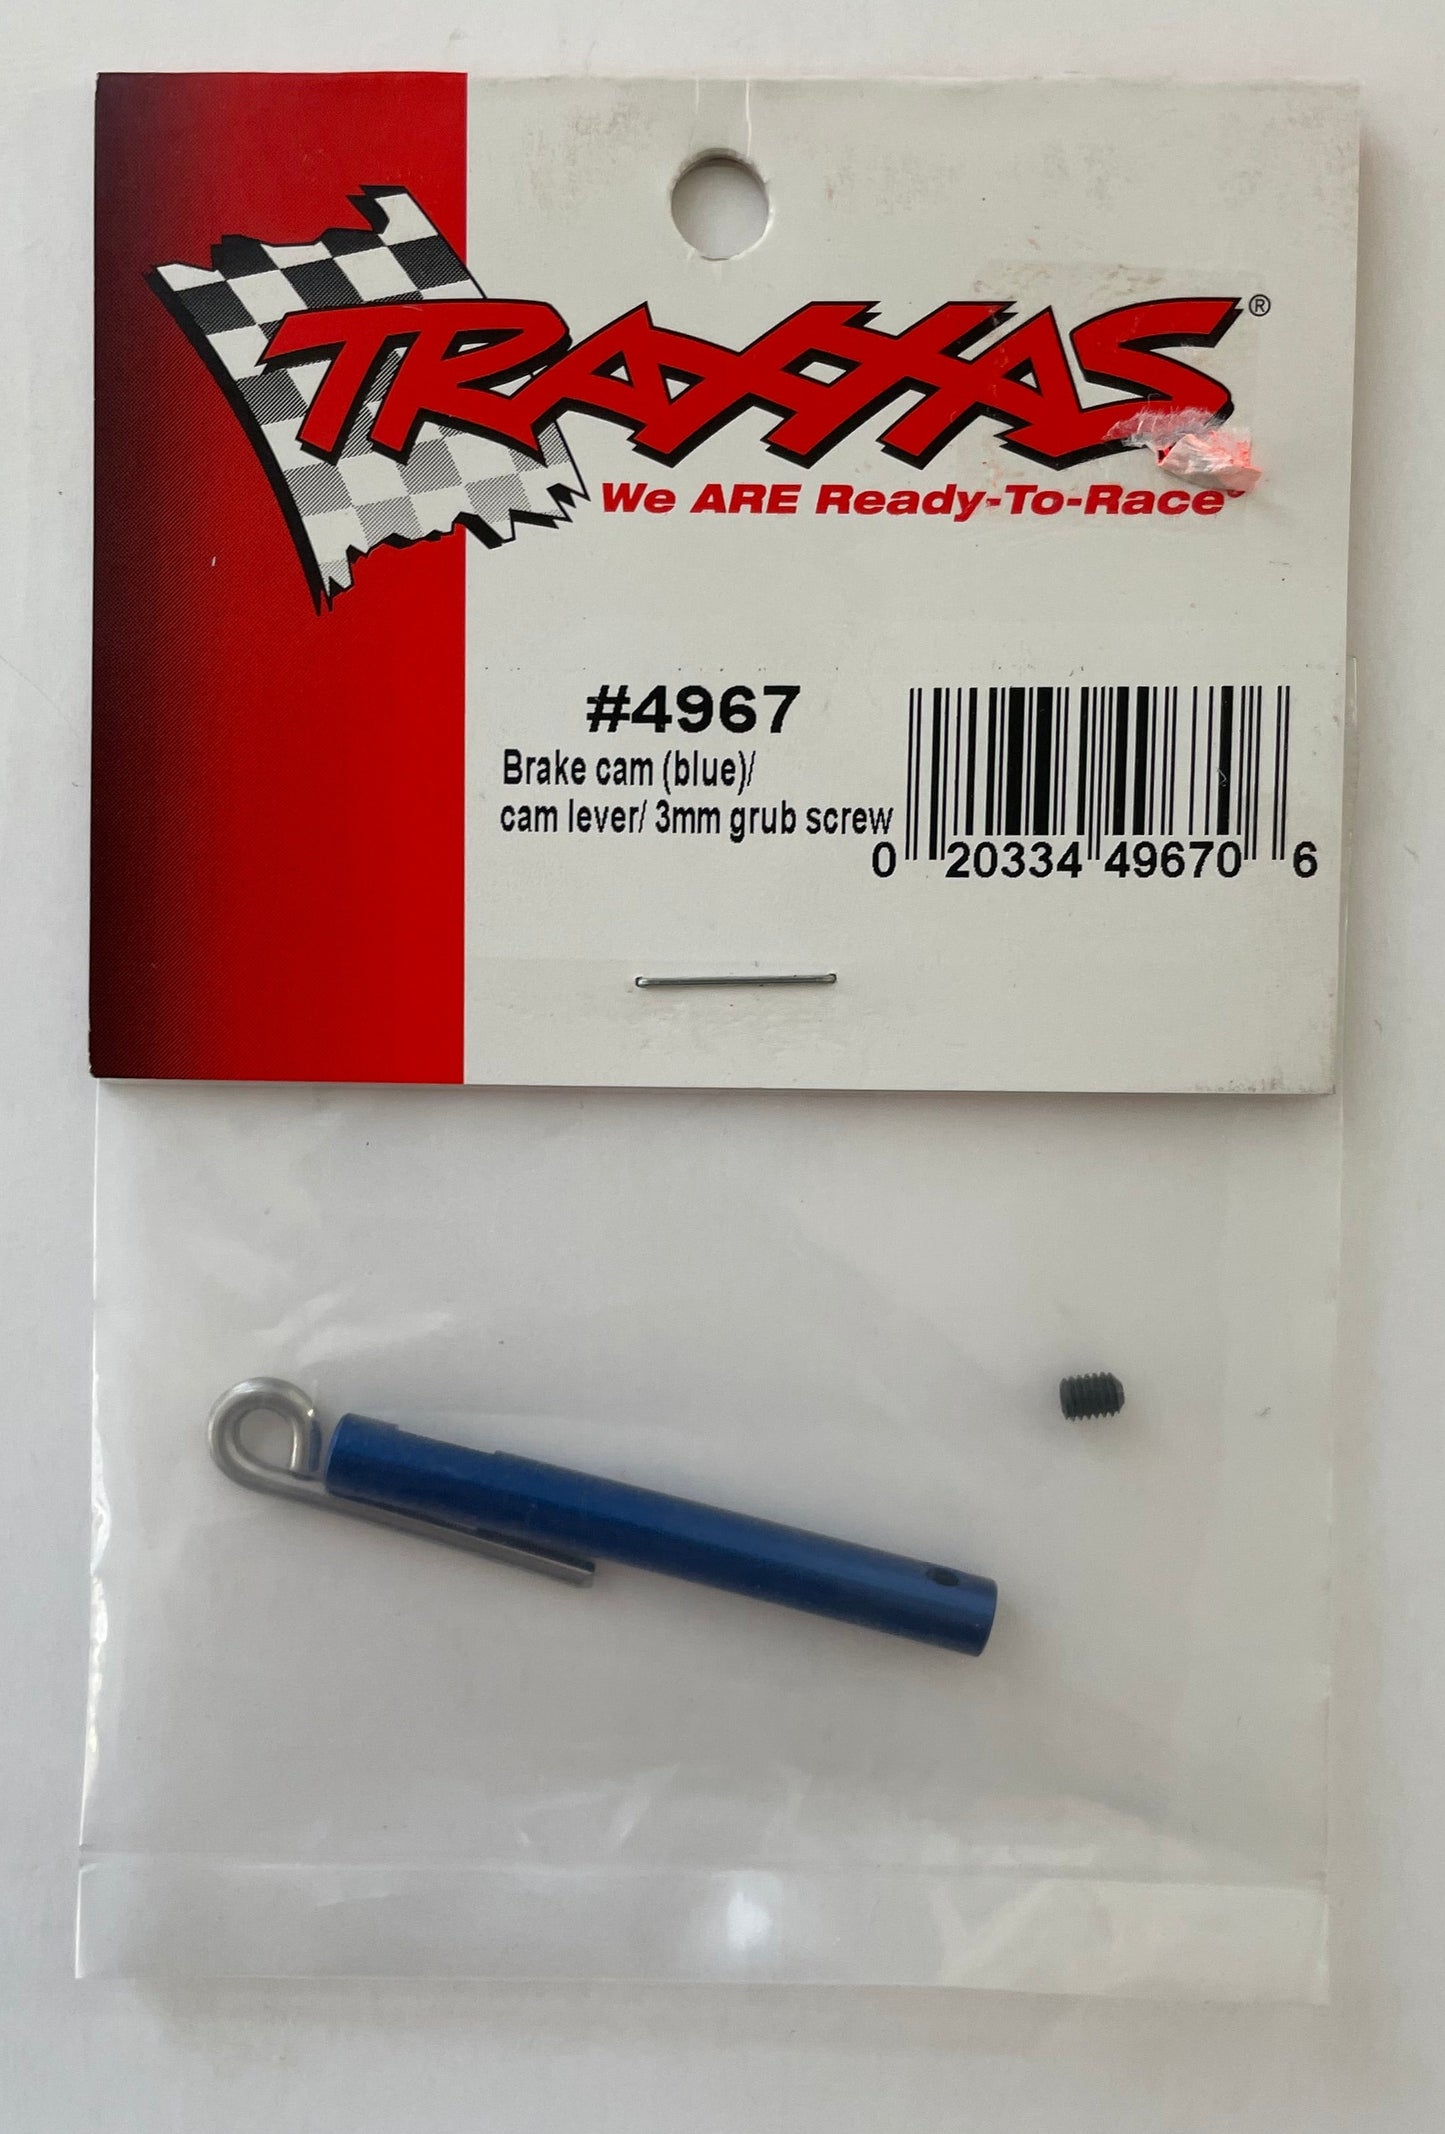 TRAXXAS®
We ARE Ready-To-Race
#4967
Brake cam (blue)/
cam lever/ 3mm grub screw
0 20334 49670 6